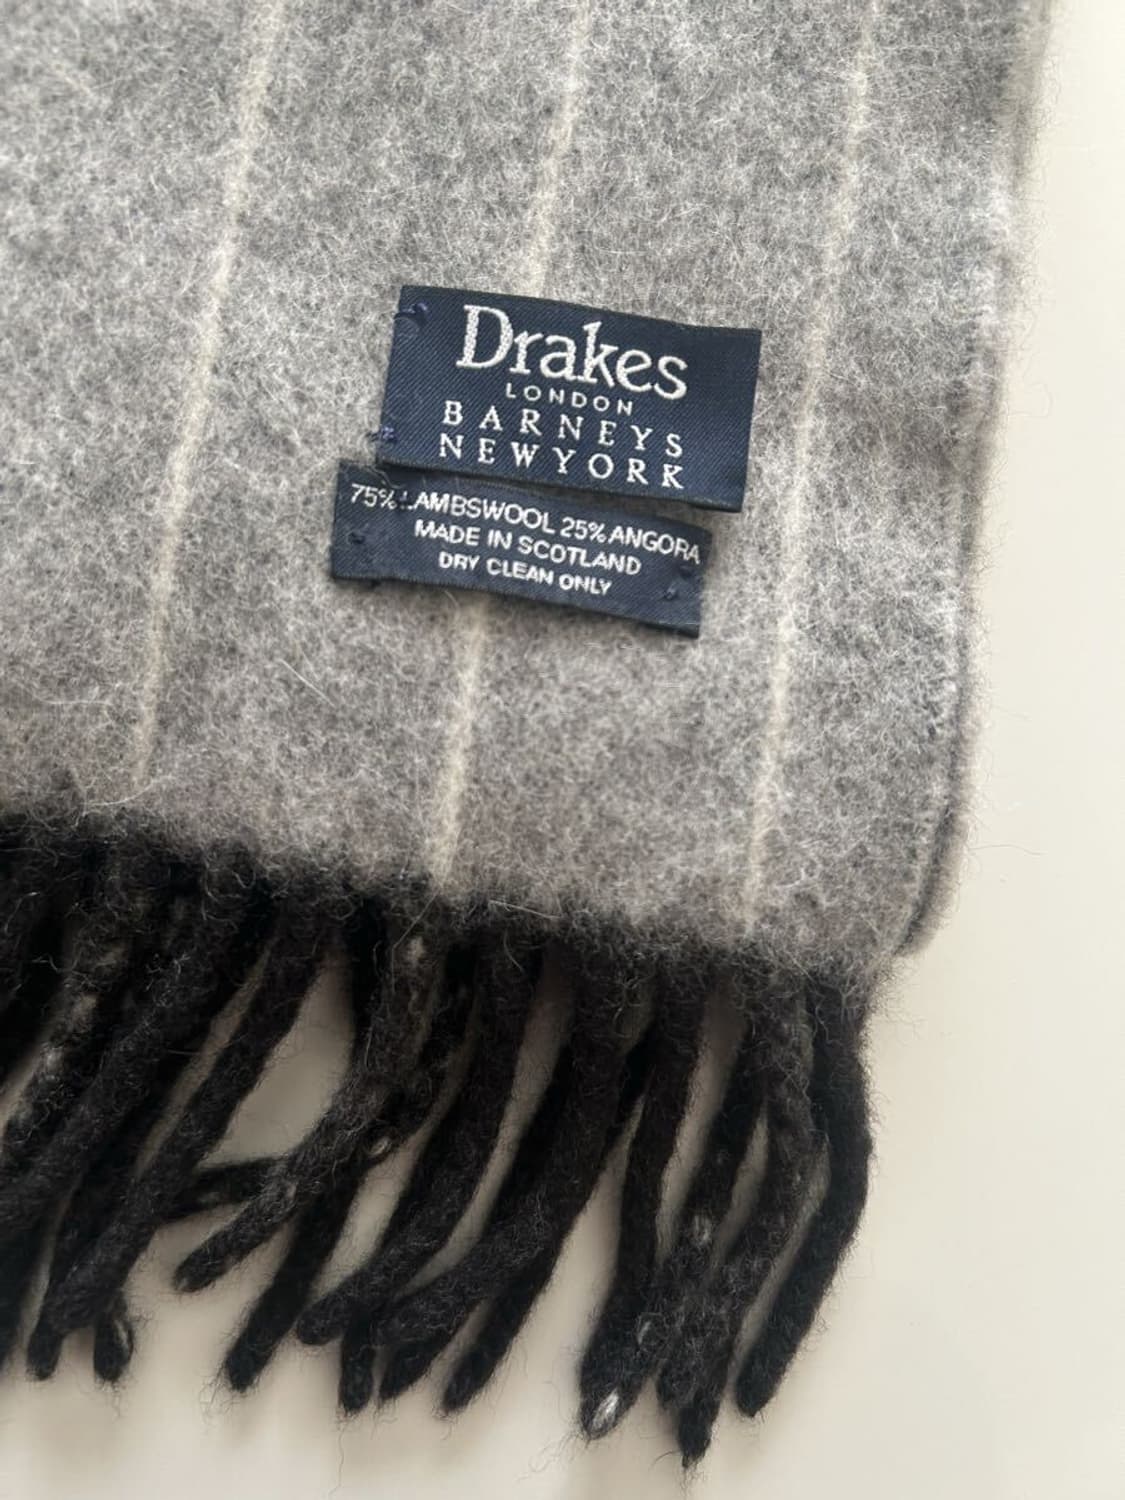 Drakes
LONDON
BARNEYS
NEWYORK
75% LAMBSWOOL 25% ANGORA
MADE IN SCOTLAND
DRY CLEAN ONLY